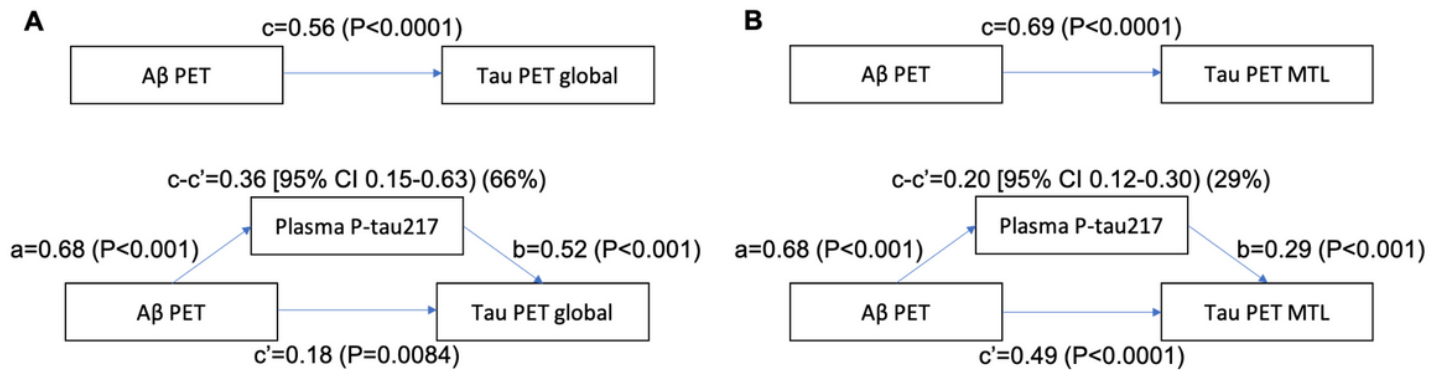 A
c=0.56 (P<0.0001)
Aβ PET
Tau PET global
c-c’=0.36 [95% CI 0.15-0.63) (66%)
Plasma P-tau217
a=0.68 (P<0.001)
b=0.52 (P<0.001)
Aβ PET
Tau PET global
c’=0.18 (P=0.0084)
B
c=0.69 (P<0.0001)
Aβ PET
Tau PET MTL
c-c’=0.20 [95% CI 0.12-0.30) (29%)
Plasma P-tau217
a=0.68 (P<0.001)
b=0.29 (P<0.001)
Aβ PET
Tau PET MTL
c’=0.49 (P<0.0001)